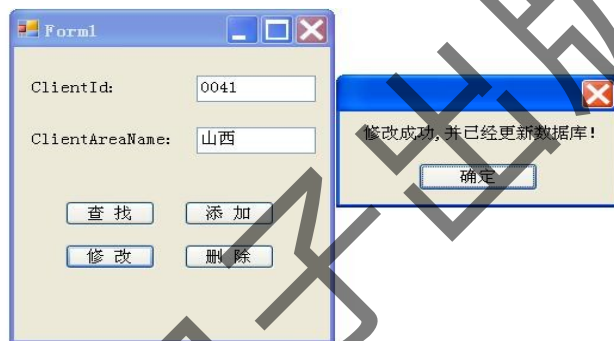 Form1
ClientId: 0041
修改成功,并已经更新数据库!
ClientAreaName: 山西
确定
查 找 添 加
修 改 删 除